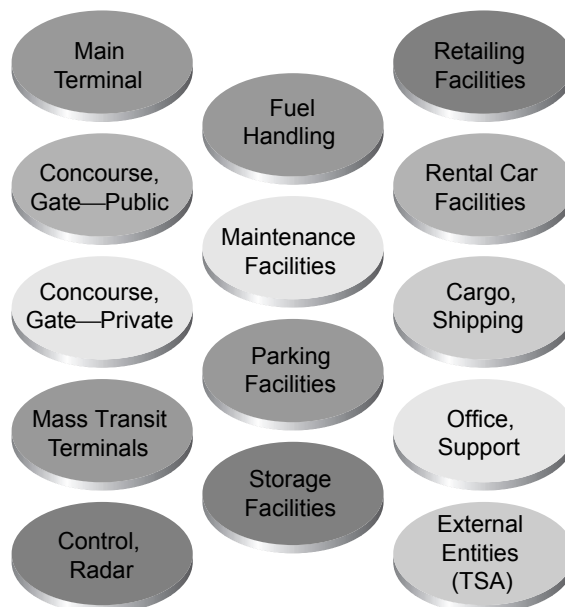 Main
Terminal
Concourse,
Gate—Public
Concourse,
Gate—Private
Mass Transit
Terminals
Control,
Radar
Fuel
Handling
Maintenance
Facilities
Parking
Facilities
Storage
Facilities
Retailing
Facilities
Rental Car
Facilities
Cargo,
Shipping
Office,
Support
External
Entities
(TSA)